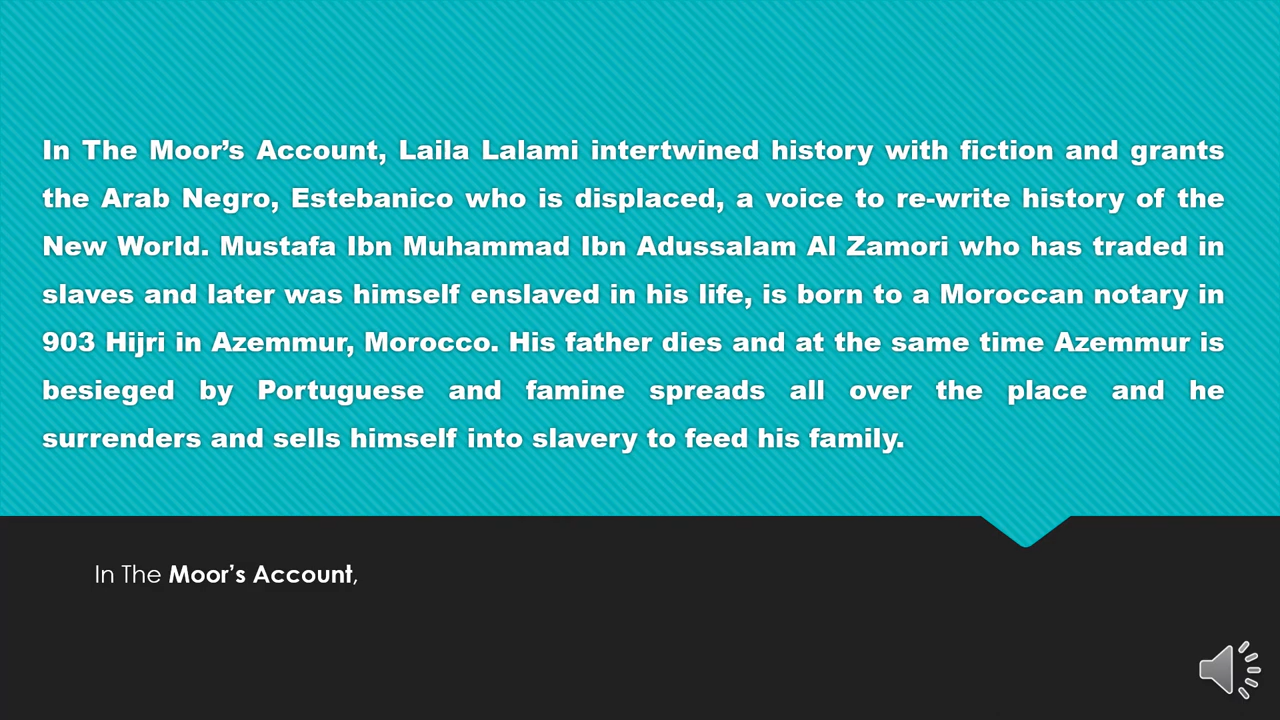 In The Moor’s Account, Laila Lalami intertwined history with fiction and grants
the Arab Negro, Estebanico who is displaced, a voice to re-write history of the
New World. Mustafa Ibn Muhammad Ibn Adussalam Al Zamori who has traded in
slaves and later was himself enslaved in his life, is born to a Moroccan notary in
903 Hijri in Azemmur, Morocco. His father dies and at the same time Azemmur is
besieged by Portuguese and famine spreads all over the place and he
surrenders and sells himself into slavery to feed his family.
In The Moor’s Account,